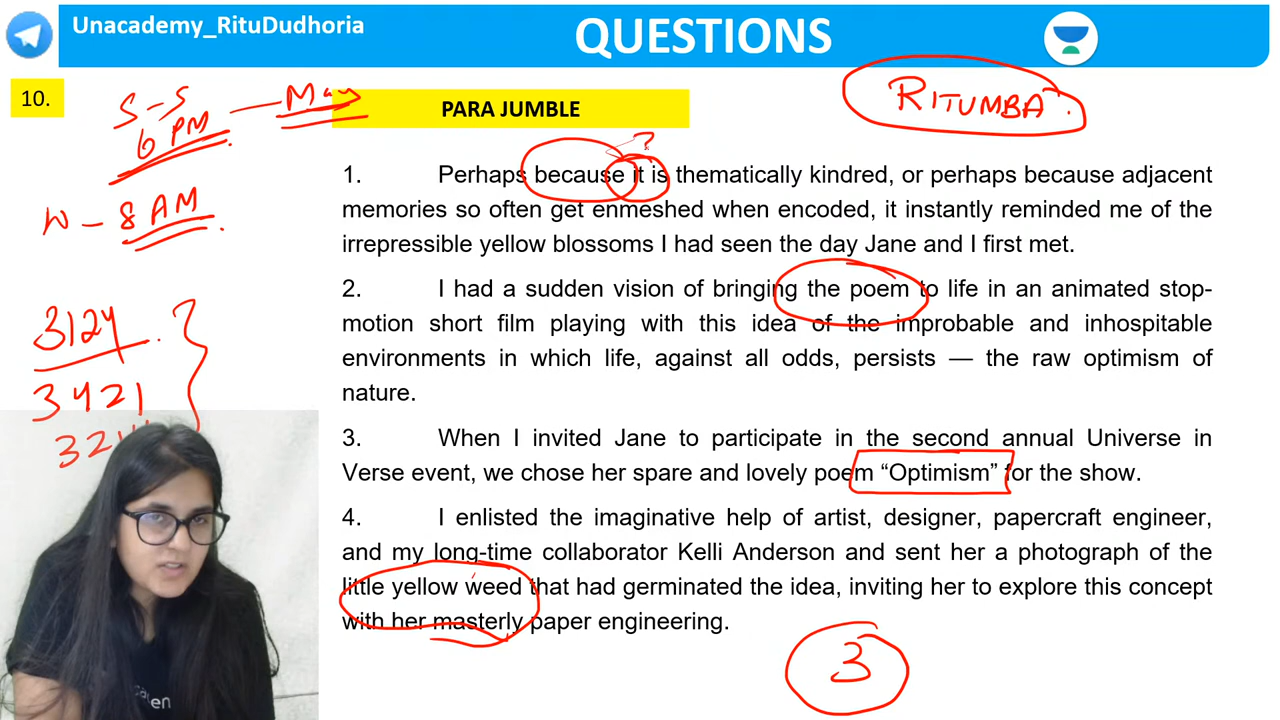 Unacademy_RituDudhoria
QUESTIONS
10.
S-S
6 PM — May
W - 8 AM
RITUMBA
PARA JUMBLE
?
1. Perhaps because it is thematically kindred, or perhaps because adjacent
memories so often get enmeshed when encoded, it instantly reminded me of the
irrepressible yellow blossoms I had seen the day Jane and I first met.
2. I had a sudden vision of bringing the poem to life in an animated stop-
motion short film playing with this idea of the improbable and inhospitable
environments in which life, against all odds, persists — the raw optimism of
nature.
3. When I invited Jane to participate in the second annual Universe in
Verse event, we chose her spare and lovely poem “Optimism” for the show.
4. I enlisted the imaginative help of artist, designer, papercraft engineer,
and my long-time collaborator Kelli Anderson and sent her a photograph of the
little yellow weed that had germinated the idea, inviting her to explore this concept
with her masterly paper engineering.
3124
3421
3